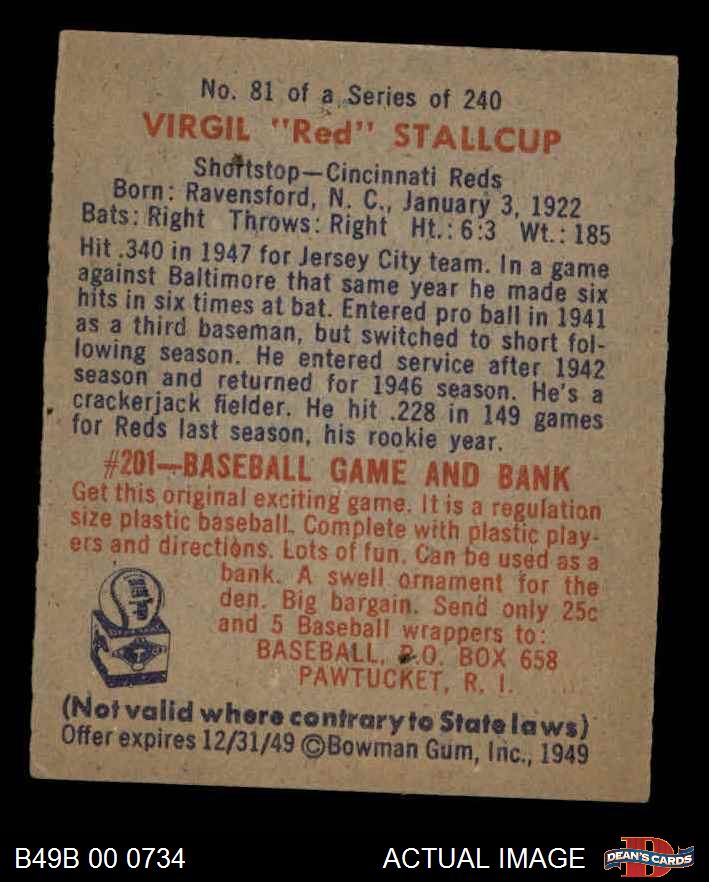 No. 81 of a Series of 240
VIRGIL "Red" STALLCUP
Shortstop—Cincinnati Reds
Born: Ravensford, N. C., January 3, 1922
Bats: Right Throws: Right Ht.: 6:3 Wt.: 185
Hit .340 in 1947 for Jersey City team. In a game
against Baltimore that same year he made six
hits in six times at bat. Entered pro ball in 1941
as a third baseman, but switched to short fol-
lowing season. He entered service after 1942
season and returned for 1946 season. He's a
crackerjack fielder. He hit .228 in 149 games
for Reds last season, his rookie year.
#201—BASEBALL GAME AND BANK
Get this original exciting game. It is a regulation
size plastic baseball. Complete with plastic play-
ers and directions. Lots of fun. Can be used as a
bank. A swell ornament for the
den. Big bargain. Send only 25c
and 5 Baseball wrappers to:
BASEBALL, P.O. BOX 658
PAWTUCKET, R. I.
(Not valid where contrary to State laws)
Offer expires 12/31/49 ©Bowman Gum, Inc., 1949
B49B 00 0734
ACTUAL IMAGE
DEAN'S CARDS